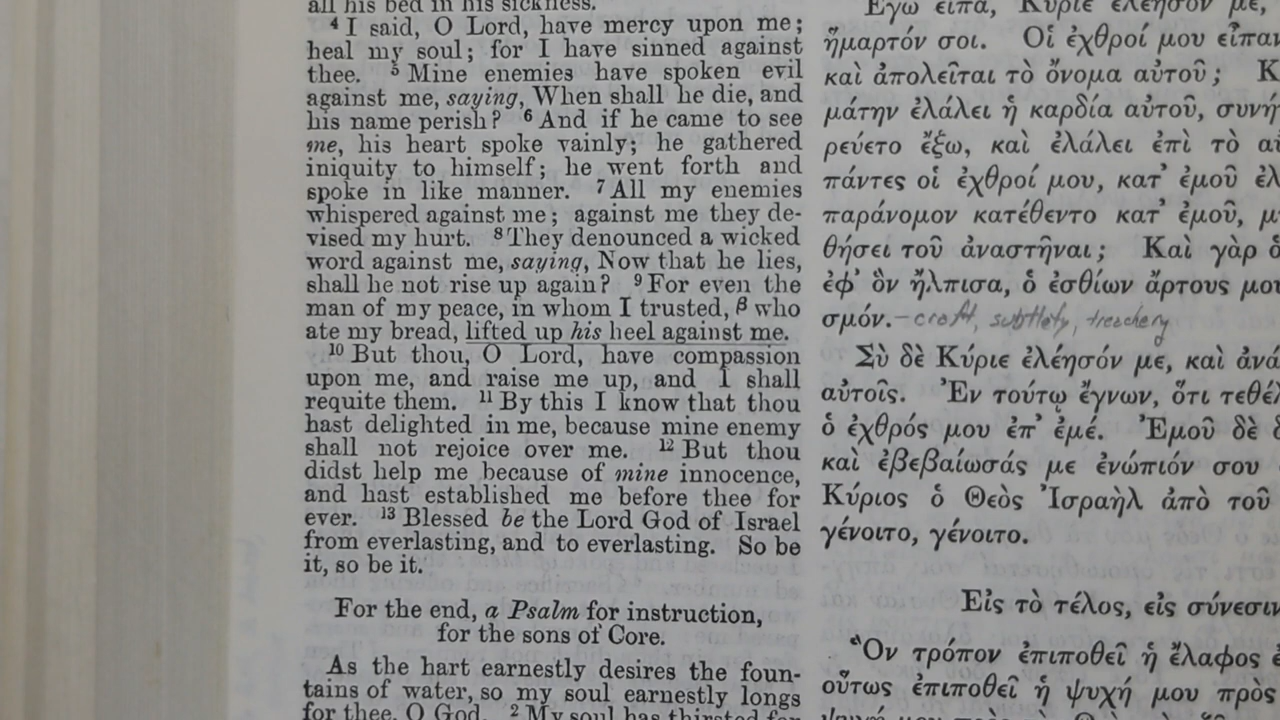 all his bed in his sickness.
4 I said, O Lord, have mercy upon me;
heal my soul; for I have sinned against
thee. 5 Mine enemies have spoken evil
against me, saying, When shall he die, and
his name perish? 6 And if he came to see
me, his heart spoke vainly; he gathered
iniquity to himself; he went forth and
spoke in like manner. 7 All my enemies
whispered against me; against me they de-
vised my hurt. 8 They denounced a wicked
word against me, saying, Now that he lies,
shall he not rise up again? 9 For even the
man of my peace, in whom I trusted, β who
ate my bread, lifted up his heel against me.
10 But thou, O Lord, have compassion
upon me, and raise me up, and I shall
requite them. 11 By this I know that thou
hast delighted in me, because mine enemy
shall not rejoice over me. 12 But thou
didst help me because of mine innocence,
and hast established me before thee for
ever. 13 Blessed be the Lord God of Israel
from everlasting, and to everlasting. So be
it, so be it.
For the end, a Psalm for instruction,
for the sons of Core.
As the hart earnestly desires the foun-
tains of water, so my soul earnestly longs
for thee, O God. 2 My soul has thirsted for
Ἐγὼ εἶπα, Κύριε ἐλέησόν με,
ἥμαρτόν σοι. Οἱ ἐχθροί μου εἶπαν
καὶ ἀπολεῖται τὸ ὄνομα αὐτοῦ; Κ
μάτην ἐλάλει ἡ καρδία αὐτοῦ, συνή
ρεύετο ἔξω, καὶ ἐλάλει ἐπὶ τὸ αὐ
πάντες οἱ ἐχθροί μου, κατ' ἐμοῦ ἐλ
παράνομον κατέθεντο κατ' ἐμοῦ, μ
θήσει τοῦ ἀναστῆναι; Καὶ γὰρ ὁ
ἐφ' ὃν ἤλπισα, ὁ ἐσθίων ἄρτους μου
σμόν. – craft, subtlety, treachery
Σὺ δὲ Κύριε ἐλέησόν με, καὶ ἀνά
αὐτοῖς. Ἐν τούτῳ ἔγνων, ὅτι τεθέλ
ὁ ἐχθρός μου ἐπ' ἐμέ. Ἐμοῦ δὲ δ
καὶ ἐβεβαίωσάς με ἐνώπιόν σου
Κύριος ὁ Θεὸς Ἰσραὴλ ἀπὸ τοῦ
γένοιτο, γένοιτο.
Εἰς τὸ τέλος, εἰς σύνεσιν
Ὃν τρόπον ἐπιποθεῖ ἡ ἔλαφος ἐ
οὕτως ἐπιποθεῖ ἡ ψυχή μου πρὸς